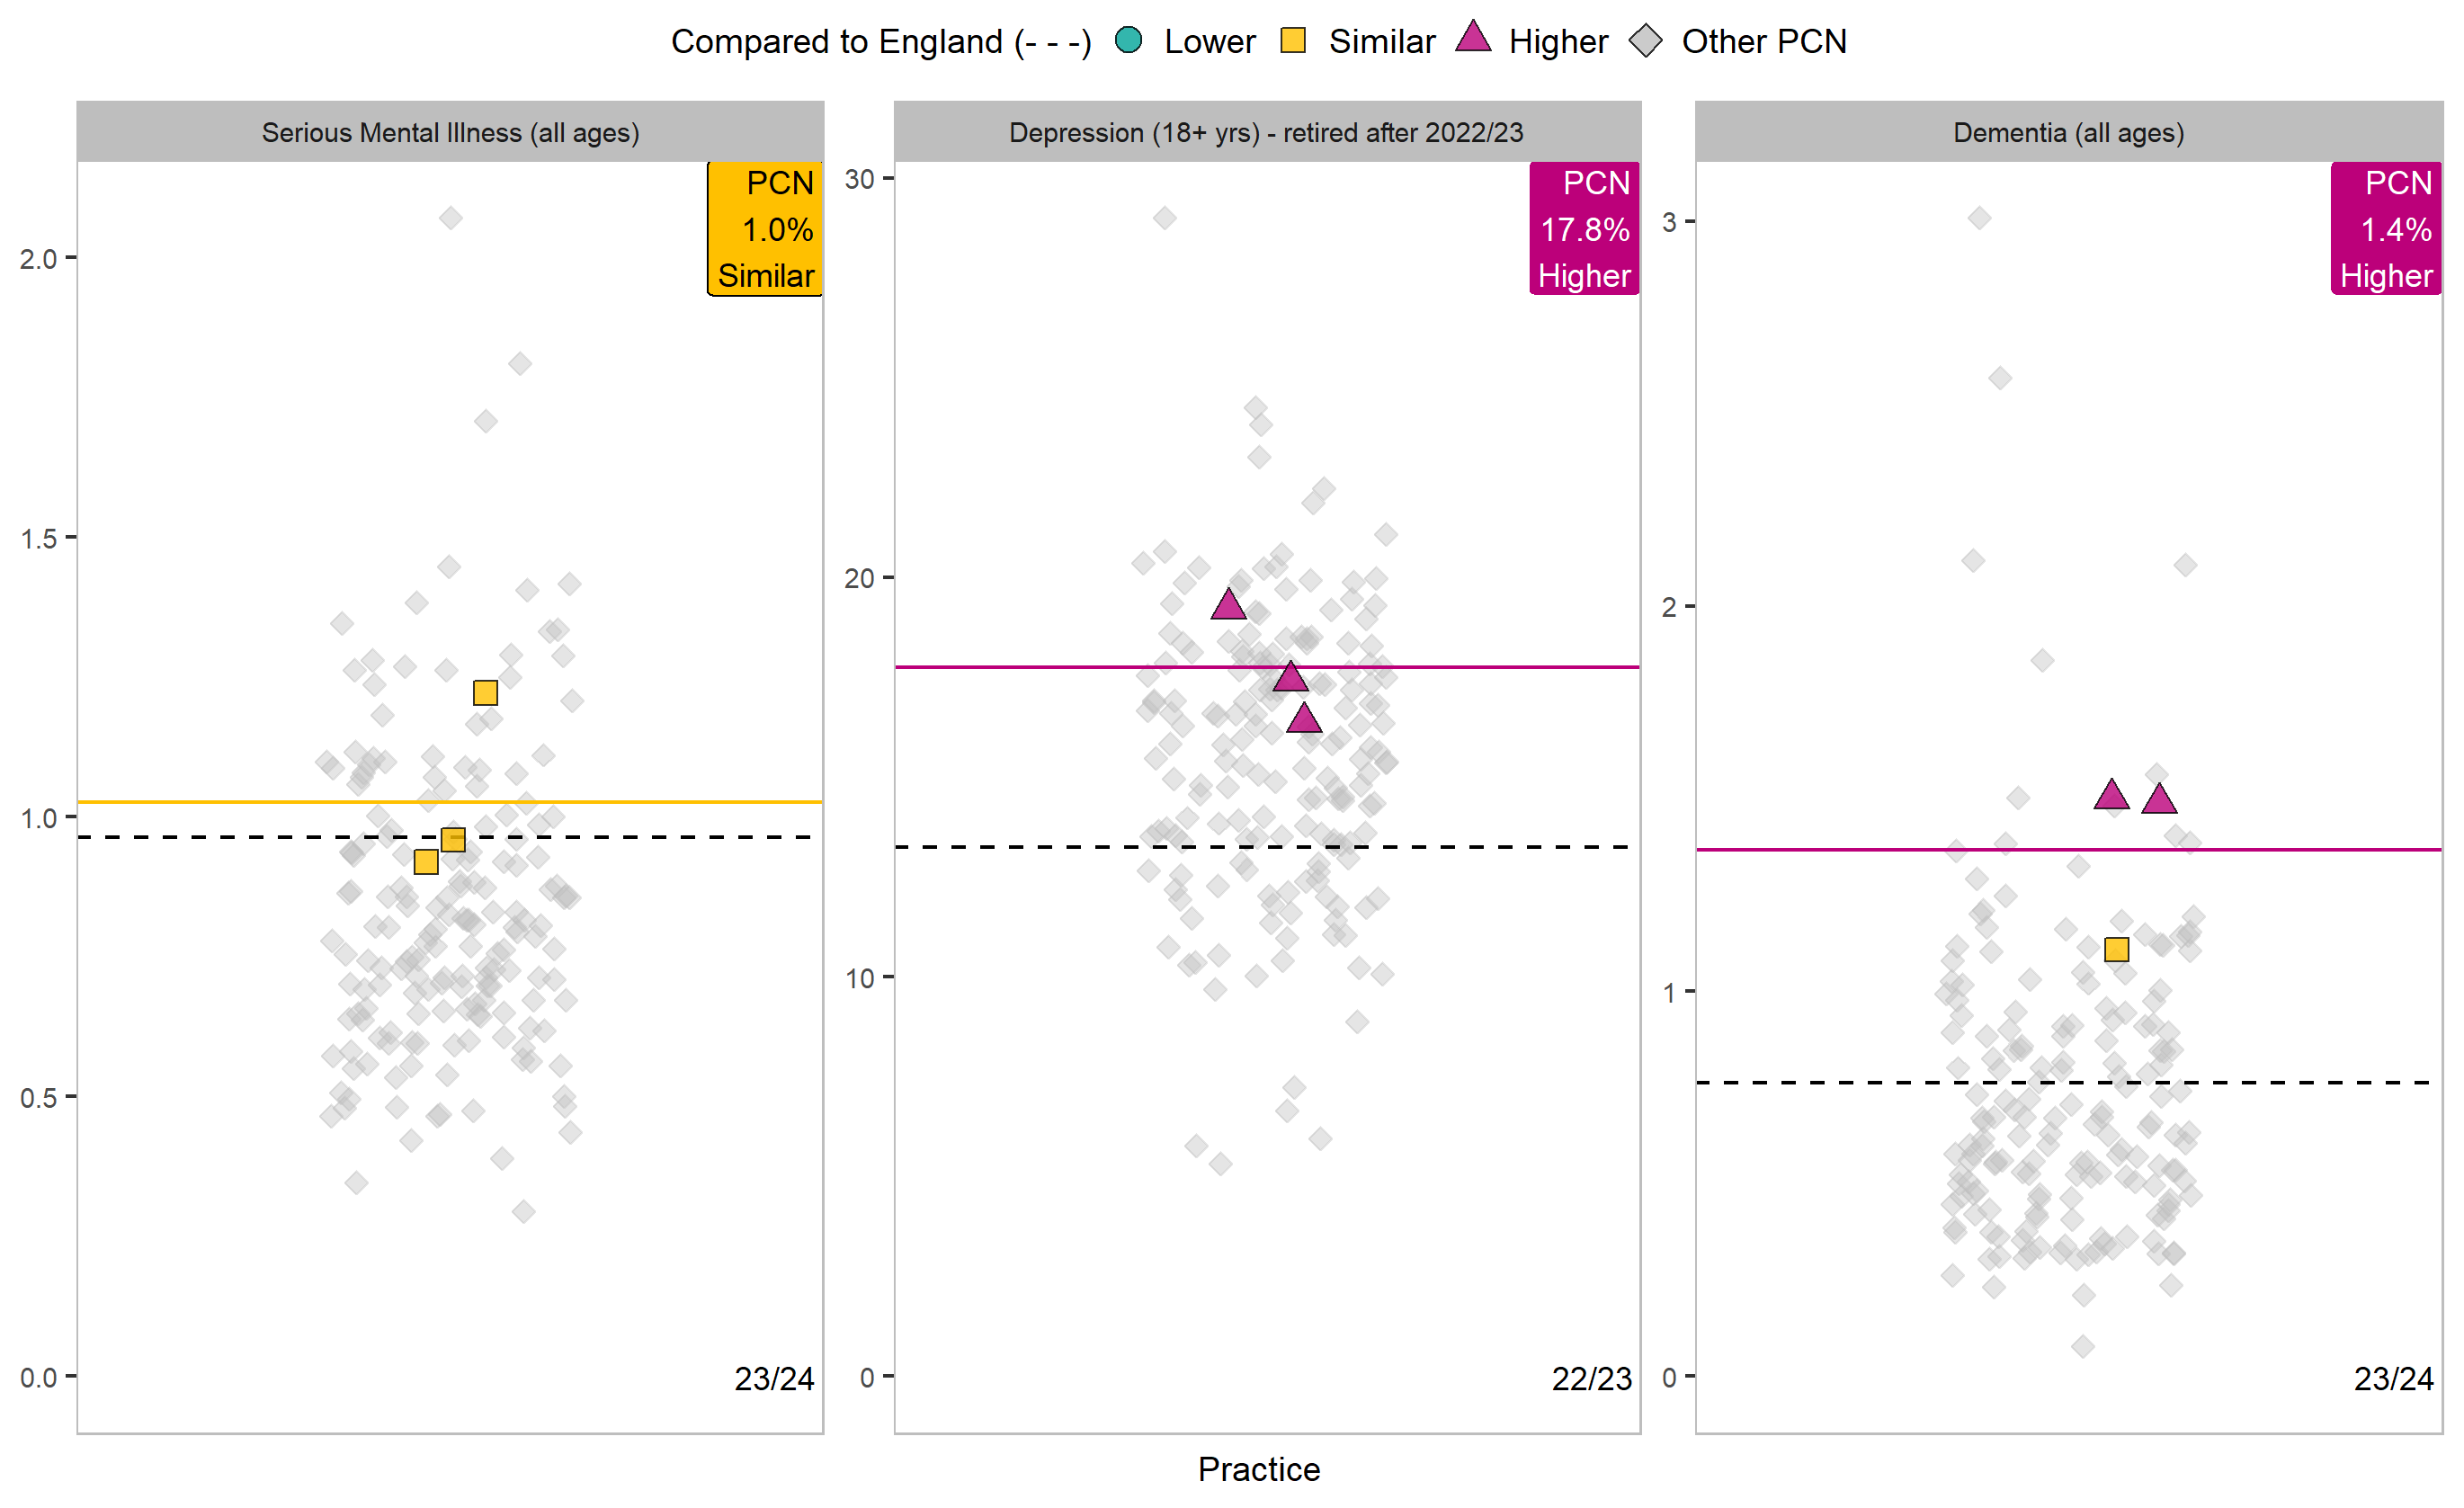 Compared to England (- - -) Lower Similar Higher Other PCN
Serious Mental Illness (all ages)
PCN
1.0%
Similar
2.0
1.5
1.0
0.5
0.0
23/24
Depression (18+ yrs) - retired after 2022/23
PCN
17.8%
Higher
30
20
10
0
22/23
Dementia (all ages)
PCN
1.4%
Higher
3
2
1
0
23/24
Practice